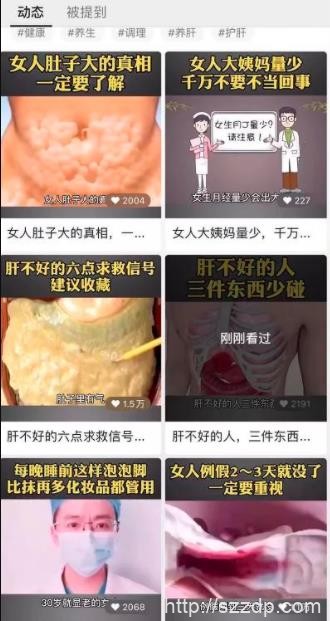 动态 被提到
#健康 #养生 #调理 #养肝 #护肝
女人肚子大的真相
一定要了解
女人肚子大的真
2004
女人肚子大的真相，一...
女人大姨妈量少
千万不要不当回事
女生月丁量少?
请注意!
女生月经量少会出大
227
女人大姨妈量少，千万...
肝不好的六点求救信号
建议收藏
肚子里有气
1.5万
肝不好的六点求救信号...
肝不好的人
三件东西少碰
刚刚看过
肝不好的人三件东西
2191
肝不好的人，三件东西...
每晚睡前这样泡泡脚
比抹再多化妆品都管用
30岁就显老的女
2068
女人例假2～3天就没了
一定要重视
http://szzdp.com/